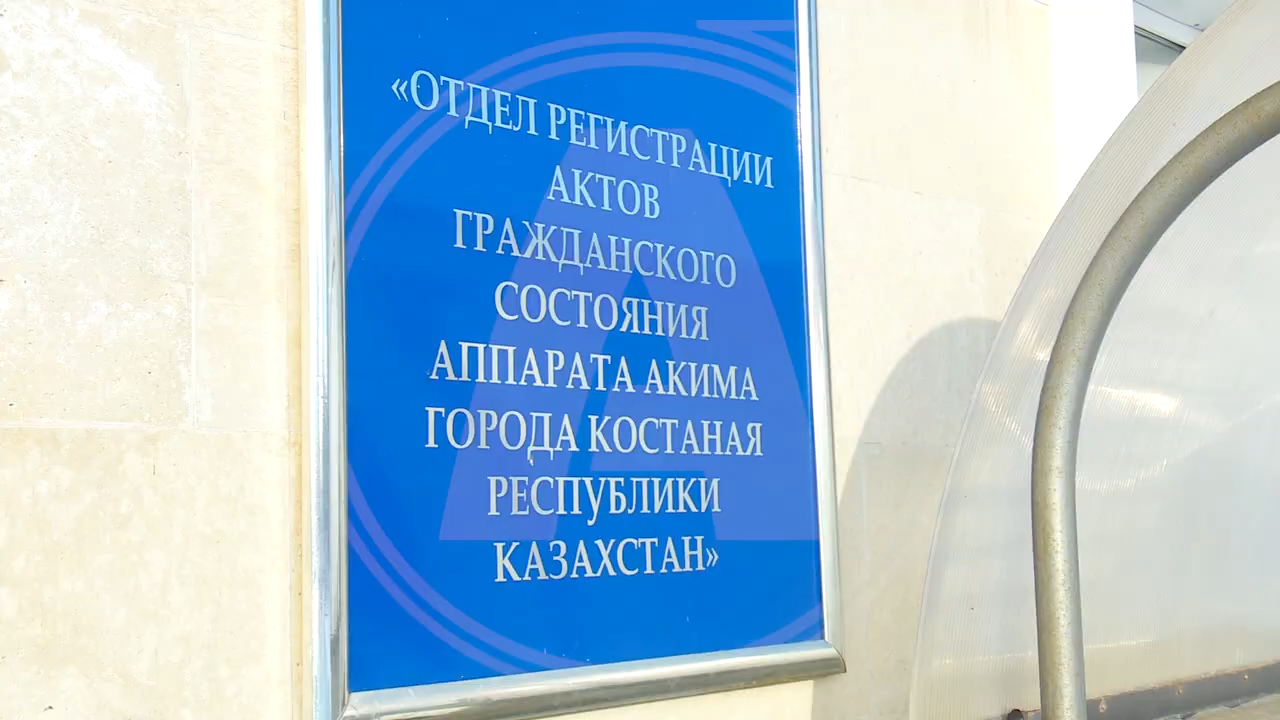 «ОТДЕЛ РЕГИСТРАЦИИ
АКТОВ
ГРАЖДАНСКОГО
СОСТОЯНИЯ
АППАРАТА АКИМА
ГОРОДА КОСТАНАЯ
РЕСПУБЛИКИ
КАЗАХСТАН»